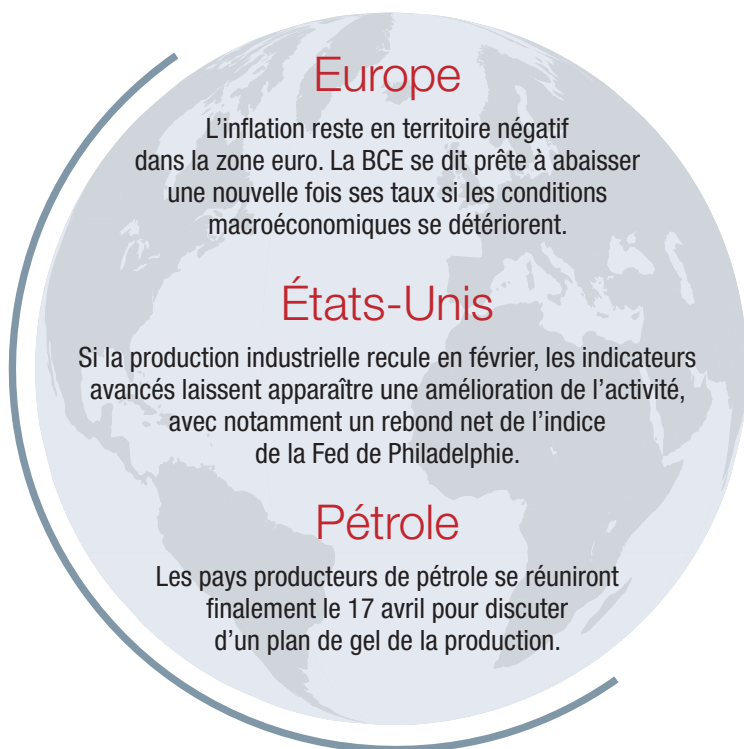 Europe
L’inflation reste en territoire négatif
dans la zone euro. La BCE se dit prête à abaisser
une nouvelle fois ses taux si les conditions
macroéconomiques se détériorent.
États-Unis
Si la production industrielle recule en février, les indicateurs
avancés laissent apparaître une amélioration de l’activité,
avec notamment un rebond net de l’indice
de la Fed de Philadelphie.
Pétrole
Les pays producteurs de pétrole se réuniront
finalement le 17 avril pour discuter
d’un plan de gel de la production.